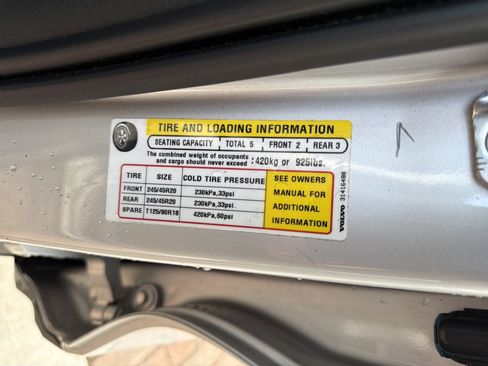 TIRE AND LOADING INFORMATION
SEATING CAPACITY TOTAL 5 FRONT 2 REAR 3
The combined weight of occupants
and cargo should never exceed :420kg or 925lbs.
TIRE SIZE COLD TIRE PRESSURE
FRONT 245/45R20 230kPa,33psi
REAR 245/45R20 230kPa,33psi
SPARE T125/80R18 420kPa,60psi
SEE OWNERS
MANUAL FOR
ADDITIONAL
INFORMATION
VOLVO 31416486